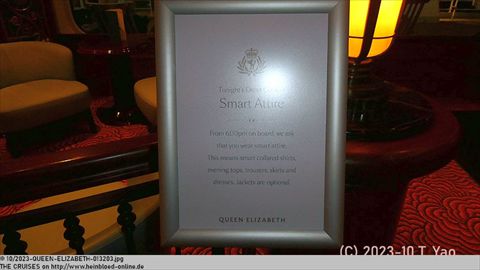 Tonight's Dress Code is
Smart Attire
From 6.00pm on board, we ask
that you wear smart attire.
This means smart collared shirts,
evening tops, trousers, skirts and
dresses. Jackets are optional.
QUEEN ELIZABETH
(C) 2023-10 T. Yao
© 10/2023-QUEEN-ELIZABETH-013203.jpg
THE CRUISES on http://www.heinbloed-online.de